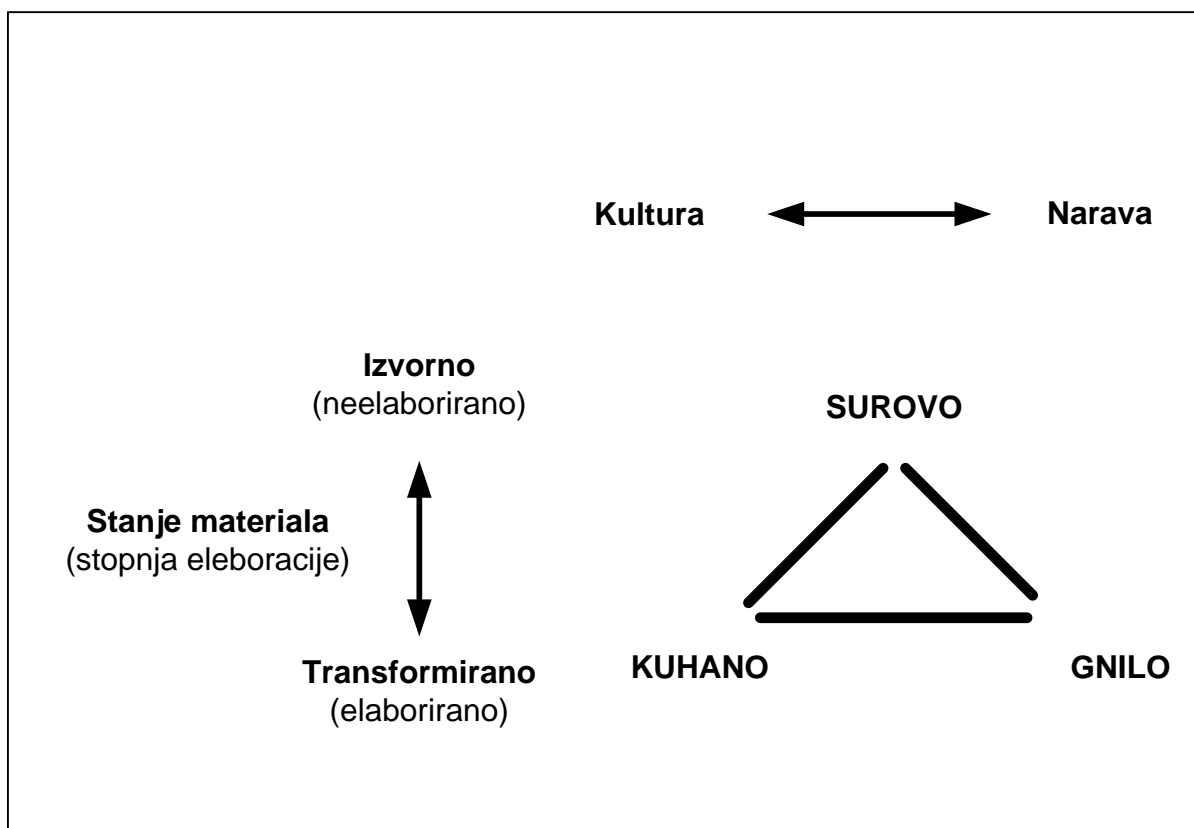 Kultura
Narava
Izvorno
(neelaborirano)
SUROVO
Stanje materiala
(stopnja eleboracije)
Transformirano
(elaborirano)
KUHANO
GNILO